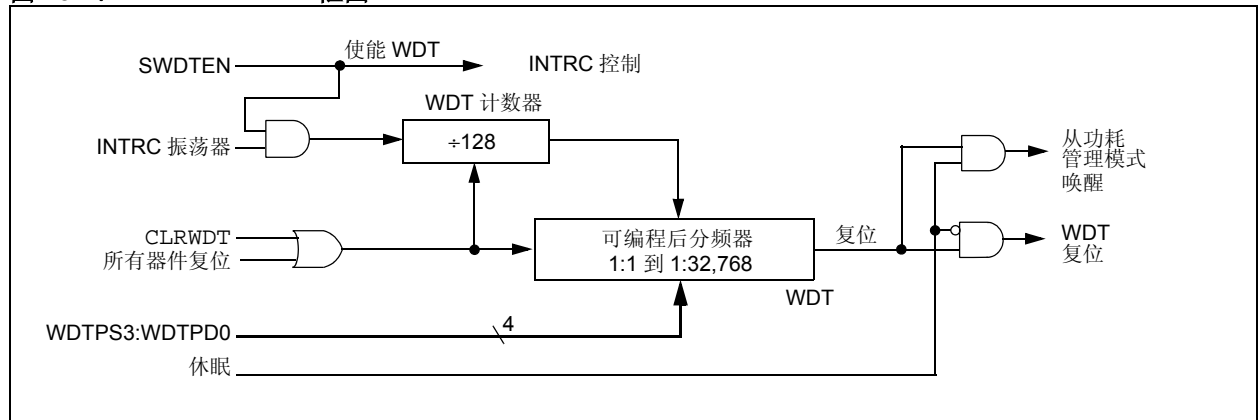 SWDTEN
使能 WDT
INTRC 控制
WDT 计数器
INTRC 振荡器
÷128
从功耗
管理模式
唤醒
CLRWDT
所有器件复位
可编程后分频器
1:1 到 1:32,768
复位
WDT
复位
WDT
4
WDTPS3:WDTPD0
休眠